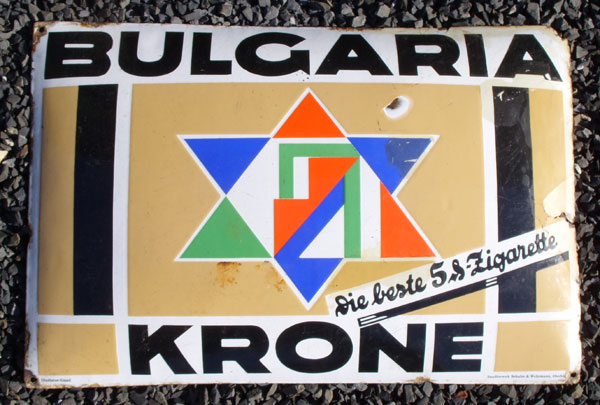 BULGARIA
Die beste 5₰-Zigarette
KRONE